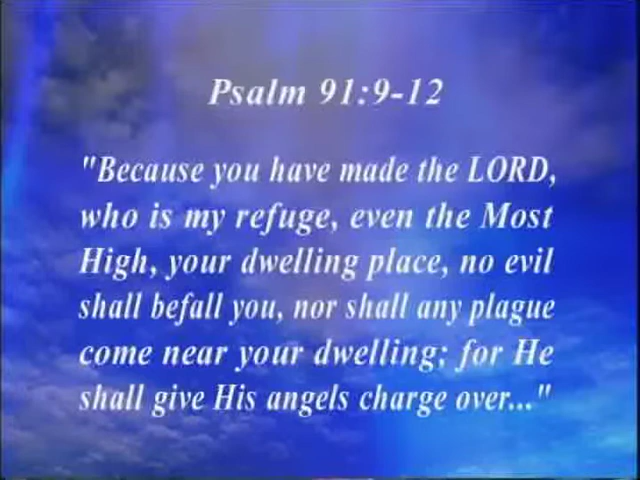 Psalm 91:9-12
"Because you have made the LORD,
who is my refuge, even the Most
High, your dwelling place, no evil
shall befall you, nor shall any plague
come near your dwelling; for He
shall give His angels charge over..."